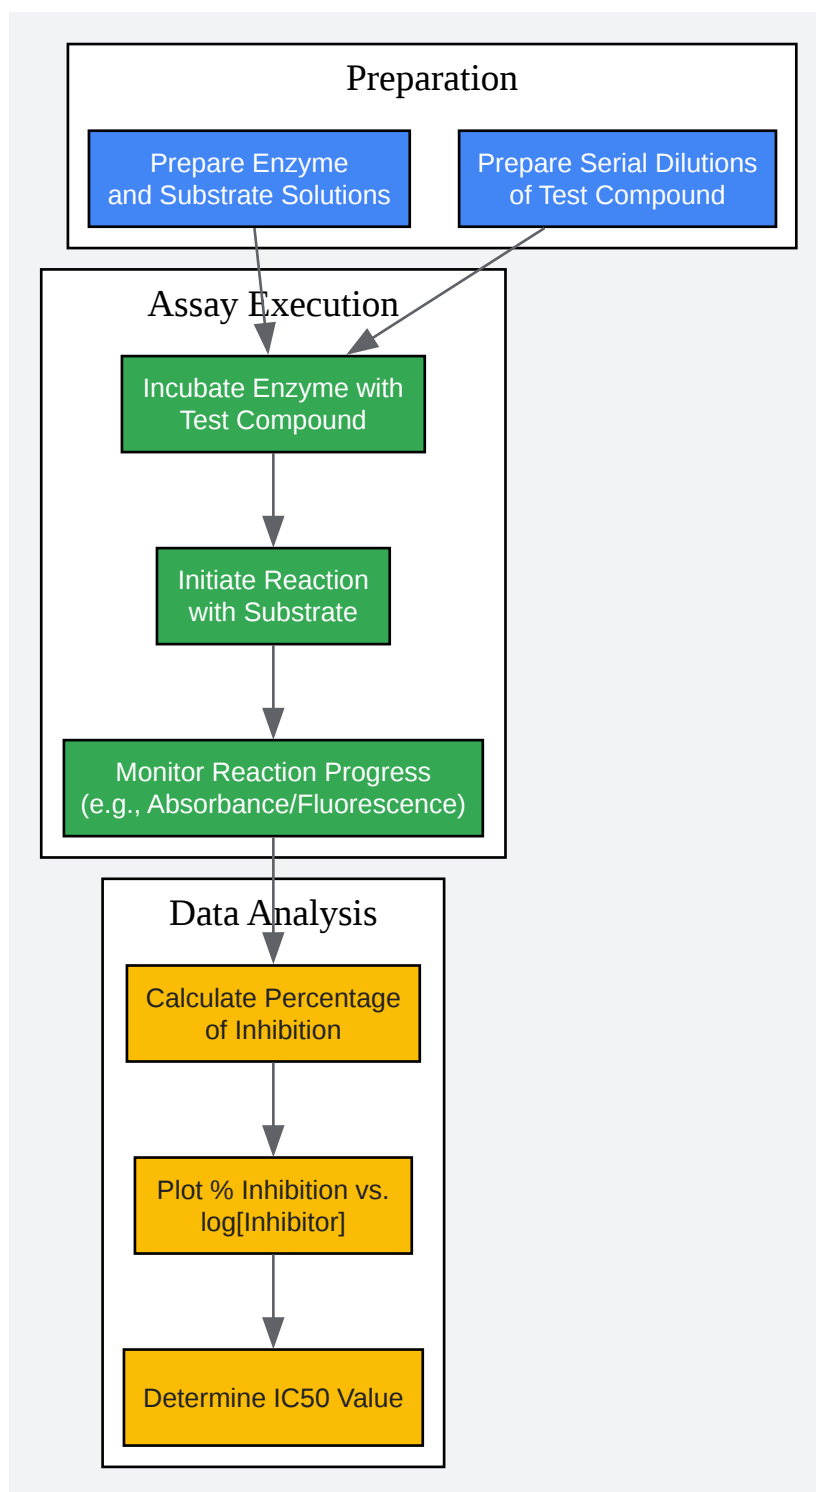 Preparation
Prepare Enzyme
and Substrate Solutions
Prepare Serial Dilutions
of Test Compound
Assay Execution
Incubate Enzyme with
Test Compound
Initiate Reaction
with Substrate
Monitor Reaction Progress
(e.g., Absorbance/Fluorescence)
Data Analysis
Calculate Percentage
of Inhibition
Plot % Inhibition vs.
log[Inhibitor]
Determine IC50 Value